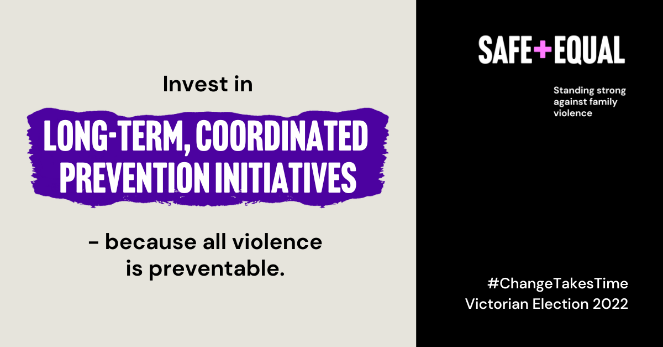 Invest in
LONG-TERM, COORDINATED
PREVENTION INITIATIVES
- because all violence
is preventable.
SAFE+EQUAL
Standing strong
against family
violence
#ChangeTakesTime
Victorian Election 2022